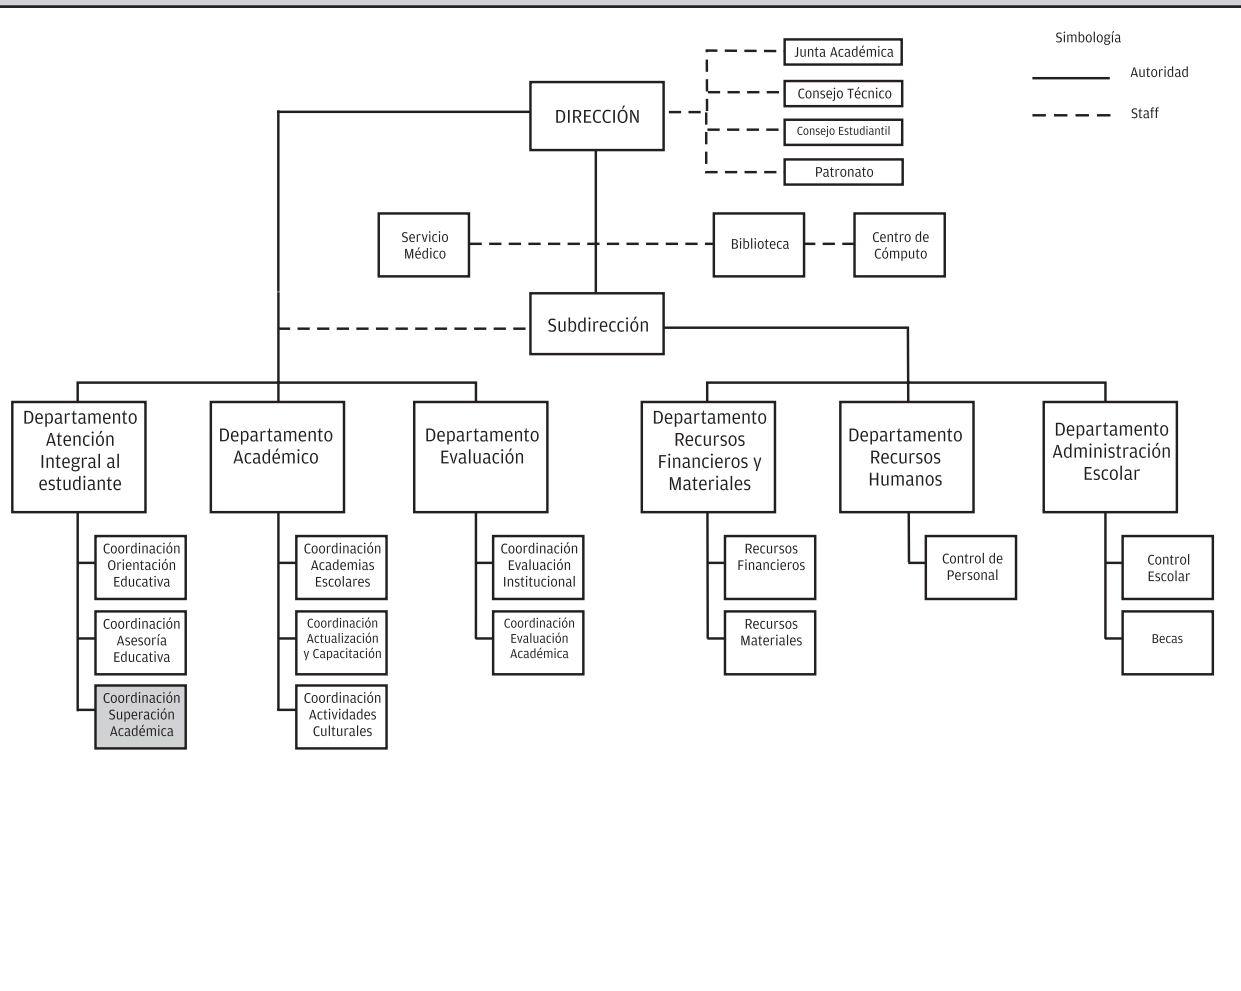 Simbología
Autoridad
Staff
Junta Académica
Consejo Técnico
Consejo Estudiantil
Patronato
DIRECCIÓN
Servicio
Médico
Biblioteca
Centro de
Cómputo
Subdirección
Departamento
Atención
Integral al
estudiante
Departamento
Académico
Departamento
Evaluación
Departamento
Recursos
Financieros y
Materiales
Departamento
Recursos
Humanos
Departamento
Administración
Escolar
Coordinación
Orientación
Educativa
Coordinación
Asesoría
Educativa
Coordinación
Superación
Académica
Coordinación
Academias
Escolares
Coordinación
Actualización
y Capacitación
Coordinación
Actividades
Culturales
Coordinación
Evaluación
Institucional
Coordinación
Evaluación
Académica
Recursos
Financieros
Recursos
Materiales
Control de
Personal
Control
Escolar
Becas